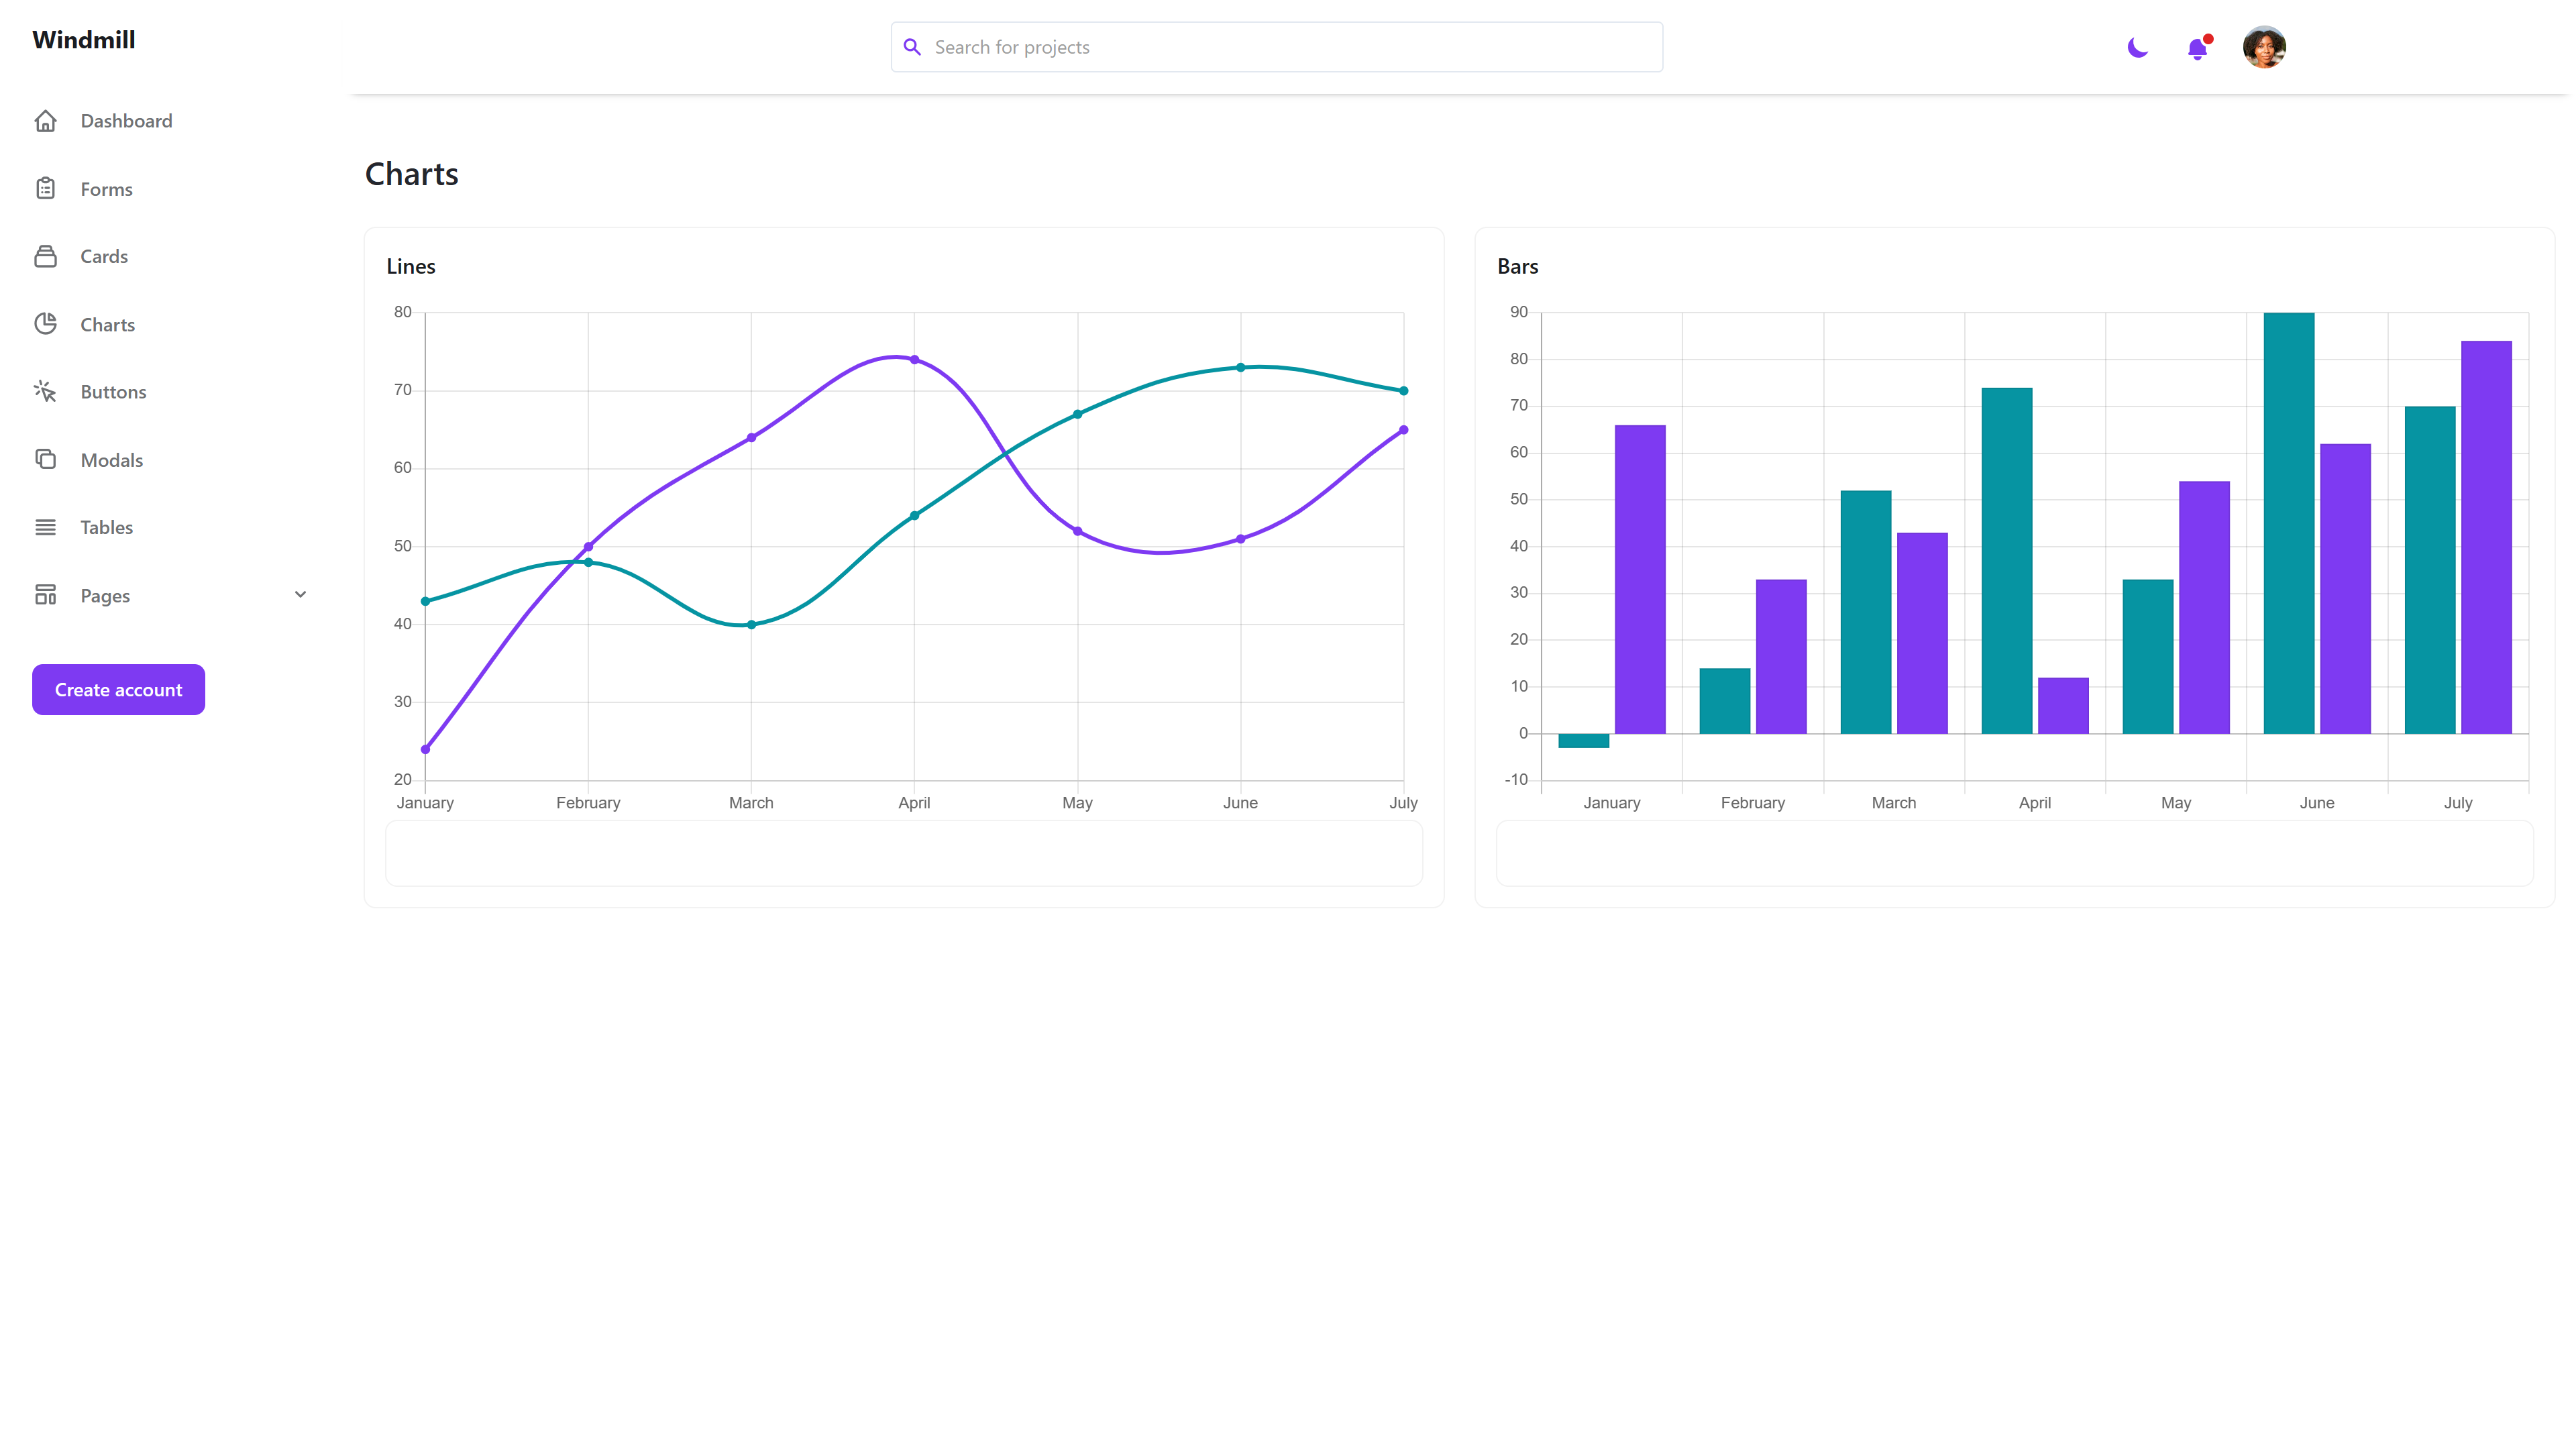 Windmill
Search for projects
Dashboard
Forms
Cards
Charts
Buttons
Modals
Tables
Pages
Create account
Charts
Lines
80
70
60
50
40
30
20
January February March April May June July
Bars
90
80
70
60
50
40
30
20
10
0
-10
January February March April May June July